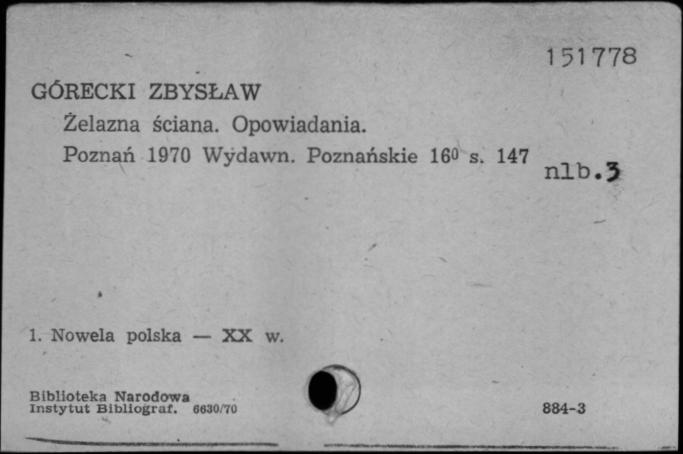 151778
GÓRECKI ZBYSŁAW
Żelazna ściana. Opowiadania.
Poznań 1970 Wydawn. Poznańskie 16⁰ s. 147
nlb.3
1. Nowela polska — XX w.
Biblioteka Narodowa
Instytut Bibliograf. 6630/70
884-3